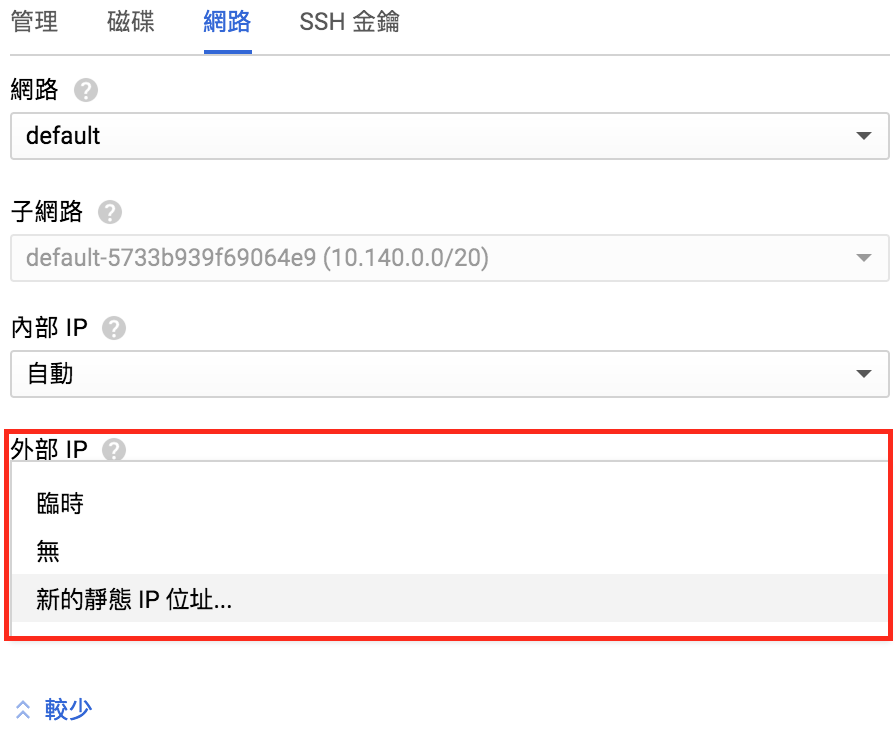 管理 磁碟 網路 SSH 金鑰
網路 ?
default
子網路 ?
default-5733b939f69064e9 (10.140.0.0/20)
內部 IP ?
自動
外部 IP ?
臨時
無
新的靜態 IP 位址...
較少